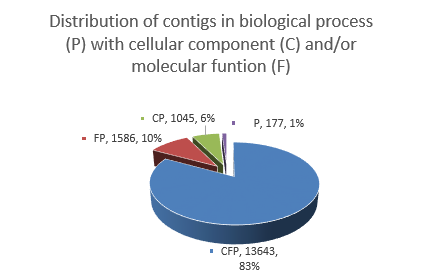 Distribution of contigs in biological process
(P) with cellular component (C) and/or
molecular funtion (F)
CP, 1045, 6%
P, 177, 1%
FP, 1586, 10%
CFP, 13643,
83%